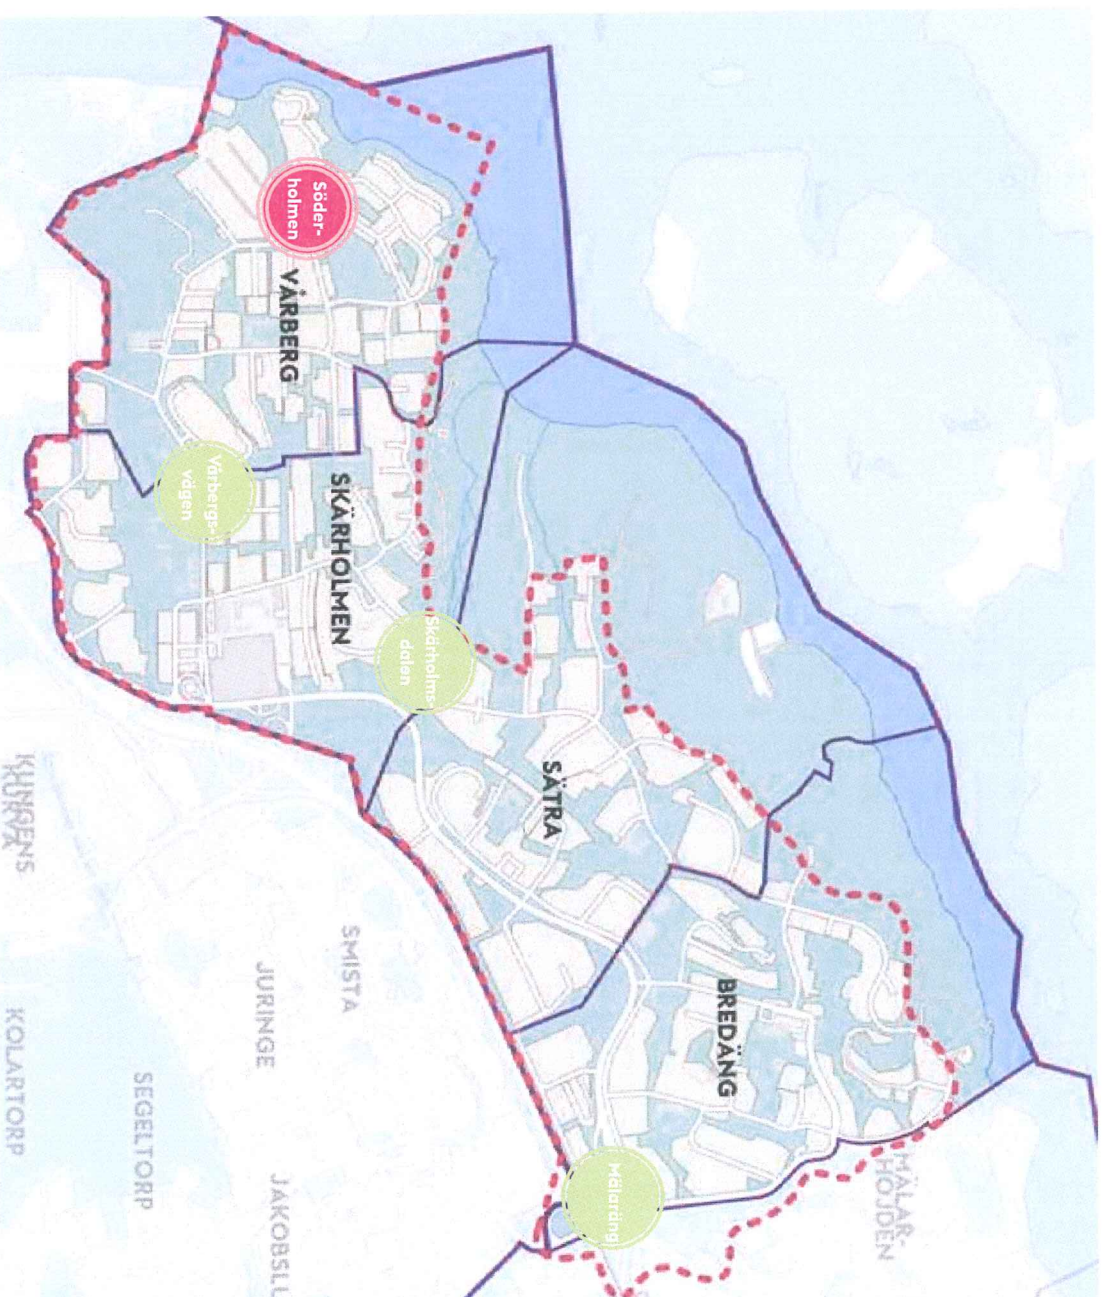 MÄLAR-
HÖJDEN
BREDÄNG
Mälaräng
SÄTRA
Skärholms-
dalen
SKÄRHOLMEN
SMISTA
Söder-
holmen
VÅRBERG
JAKOBSL
JURINGE
Vårbergs-
vägen
SEGELTORP
KUNGENS
KURVA
KOLARTORP